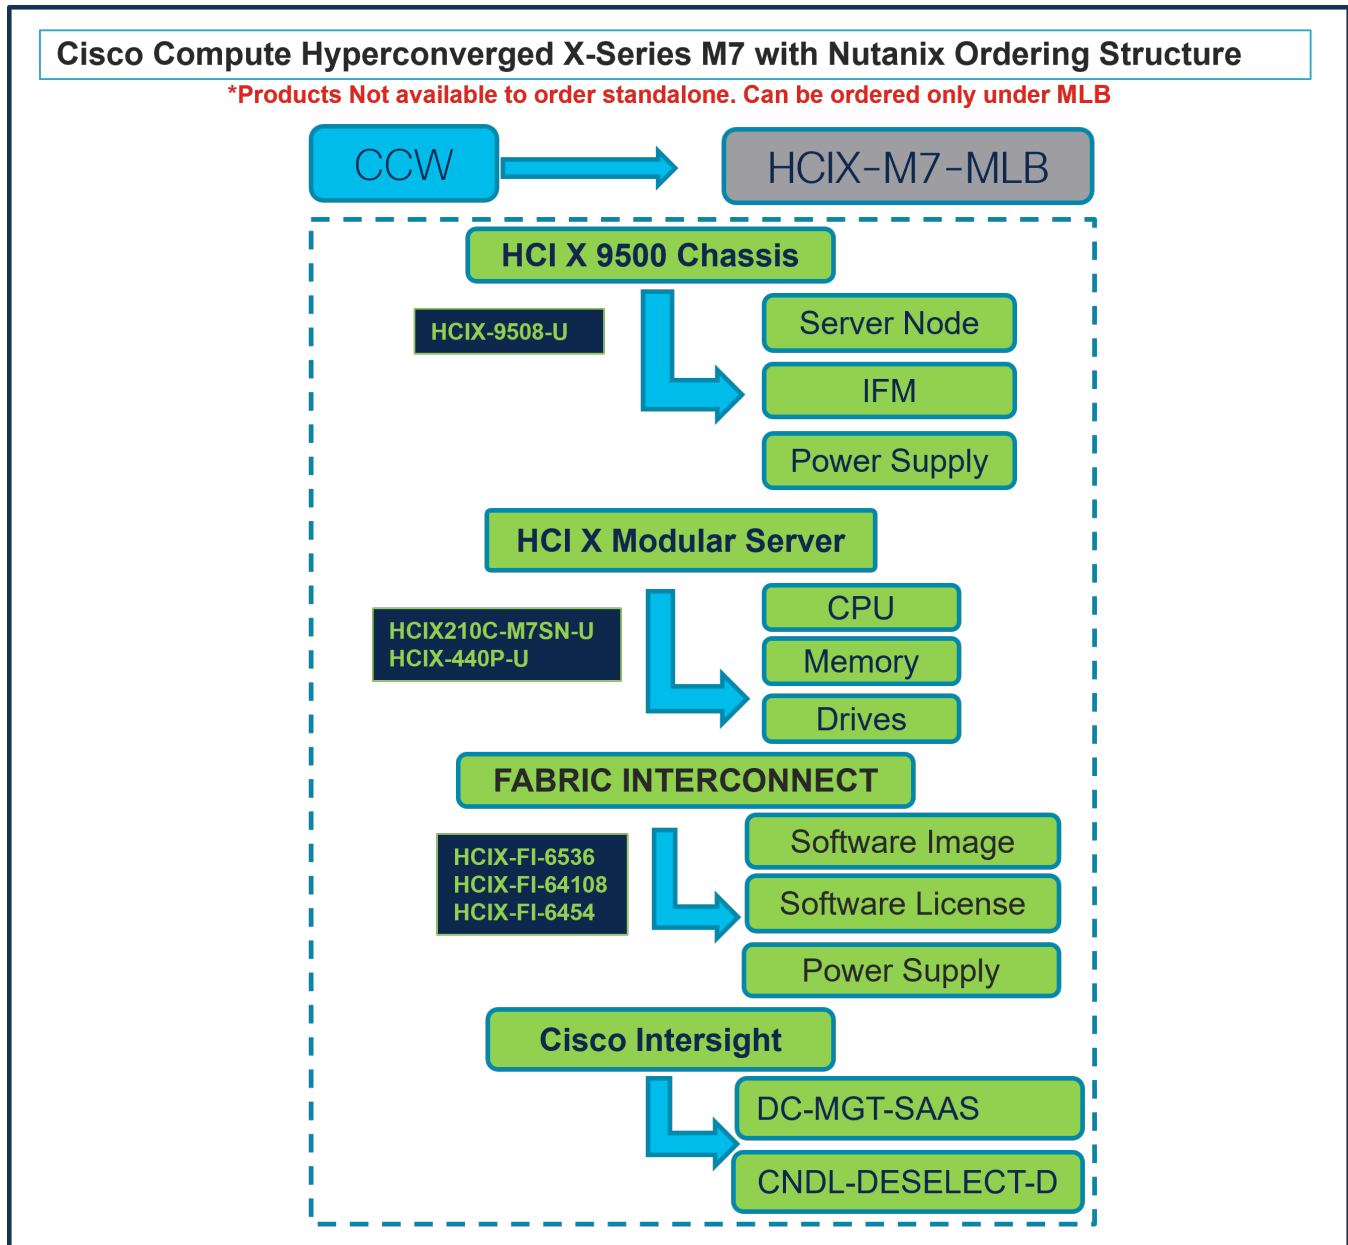 Cisco Compute Hyperconverged X-Series M7 with Nutanix Ordering Structure
*Products Not available to order standalone. Can be ordered only under MLB
CCW
HCIX-M7-MLB
HCI X 9500 Chassis
HCIX-9508-U
Server Node
IFM
Power Supply
HCI X Modular Server
HCIX210C-M7SN-U
HCIX-440P-U
CPU
Memory
Drives
FABRIC INTERCONNECT
HCIX-FI-6536
HCIX-FI-64108
HCIX-FI-6454
Software Image
Software License
Power Supply
Cisco Intersight
DC-MGT-SAAS
CNDL-DESELECT-D